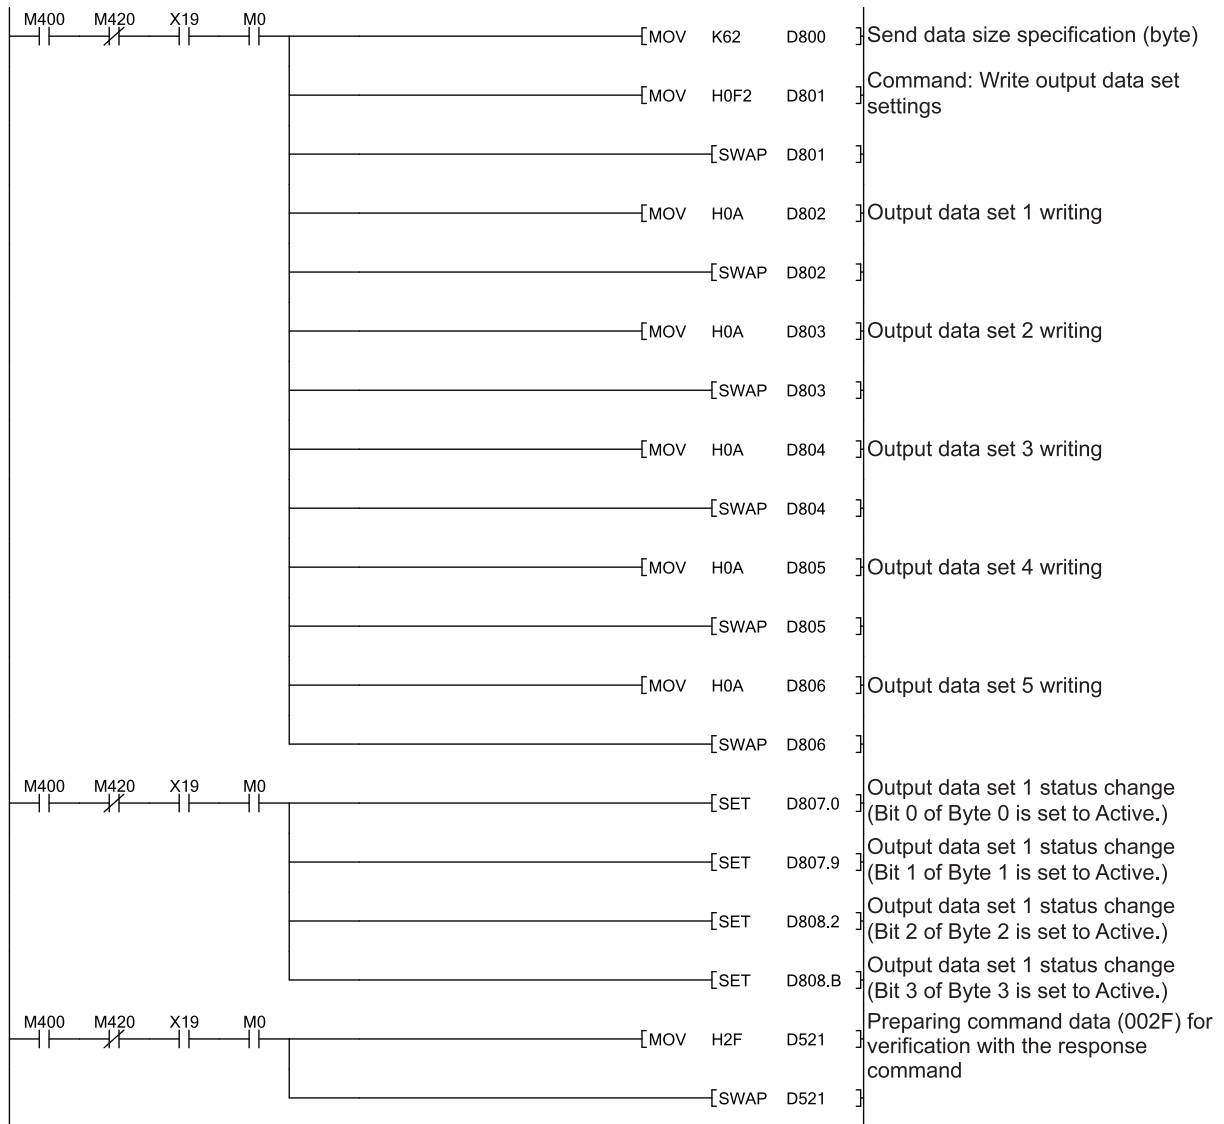 M400 M420 X19 M0
[MOV K62 D800 ] Send data size specification (byte)
[MOV H0F2 D801 ] Command: Write output data set
settings
[SWAP D801 ]
[MOV H0A D802 ] Output data set 1 writing
[SWAP D802 ]
[MOV H0A D803 ] Output data set 2 writing
[SWAP D803 ]
[MOV H0A D804 ] Output data set 3 writing
[SWAP D804 ]
[MOV H0A D805 ] Output data set 4 writing
[SWAP D805 ]
[MOV H0A D806 ] Output data set 5 writing
[SWAP D806 ]
M400 M420 X19 M0
[SET D807.0 ] Output data set 1 status change
(Bit 0 of Byte 0 is set to Active.)
[SET D807.9 ] Output data set 1 status change
(Bit 1 of Byte 1 is set to Active.)
[SET D808.2 ] Output data set 1 status change
(Bit 2 of Byte 2 is set to Active.)
[SET D808.B ] Output data set 1 status change
(Bit 3 of Byte 3 is set to Active.)
M400 M420 X19 M0
[MOV H2F D521 ] Preparing command data (002F) for
verification with the response
command
[SWAP D521 ]